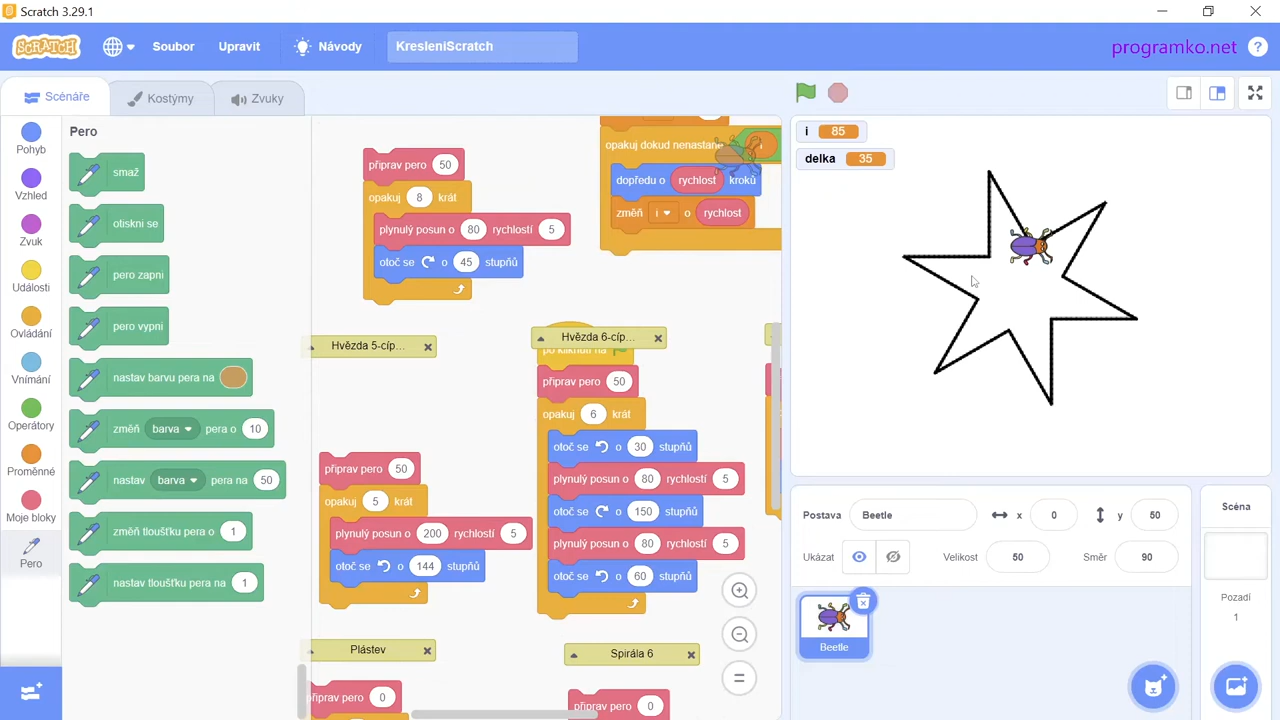 Scratch 3.29.1
SCRATCH
Soubor
Upravit
Návody
KresleniScratch
programko.net
?
Scénáře
Kostýmy
Zvuky
Pohyb
Vzhled
Zvuk
Události
Ovládání
Vnímání
Operátory
Proměnné
Moje bloky
Pero
Pero
smaž
otiskni se
pero zapni
pero vypni
nastav barvu pera na
změň barva pera o 10
nastav barva pera na 50
změň tloušťku pera o 1
nastav tloušťku pera na 1
připrav pero 50
opakuj 8 krát
plynulý posun o 80 rychlostí 5
otoč se o 45 stupňů
opakuj dokud nenastane
dopředu o rychlost kroků
změň i o rychlost
Hvězda 5-cíp...
připrav pero 50
opakuj 5 krát
plynulý posun o 200 rychlostí 5
otoč se o 144 stupňů
Hvězda 6-cíp...
po kliknutí na
připrav pero 50
opakuj 6 krát
otoč se o 30 stupňů
plynulý posun o 80 rychlostí 5
otoč se o 150 stupňů
plynulý posun o 80 rychlostí 5
otoč se o 60 stupňů
Plástev
připrav pero 0
Spirála 6
připrav pero 0
i 85
delka 35
Postava Beetle x 0 y 50
Ukázat Velikost 50 Směr 90
Beetle
Scéna
Pozadí
1